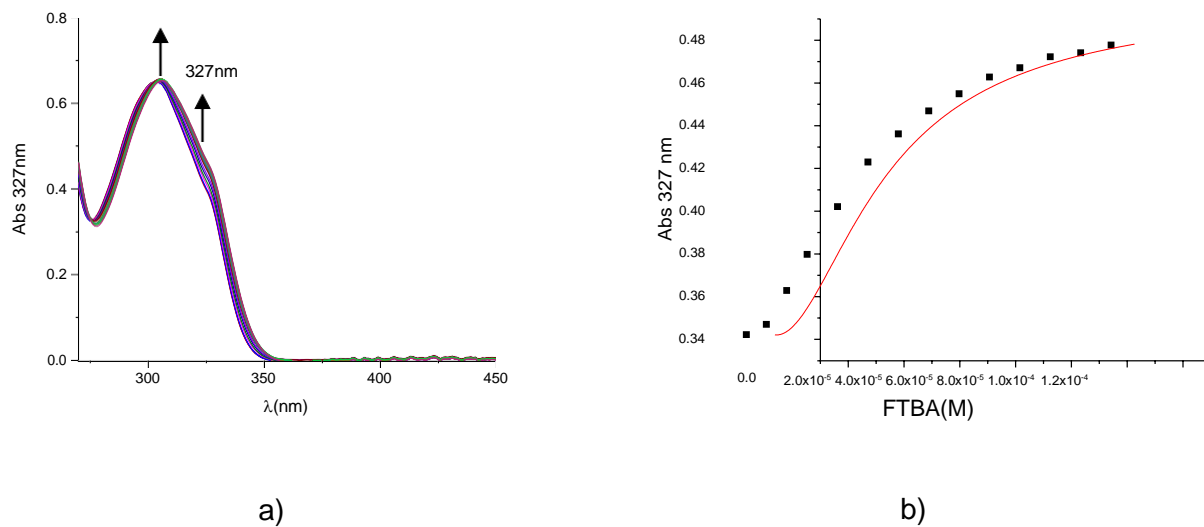 0.8
0.6
0.4
0.2
0.0
Abs 327nm
327nm
300 350 400 450
λ(nm)
a)
0.48
0.46
0.44
0.42
0.40
0.38
0.36
0.34
Abs 327 nm
0.0 2.0x10⁻⁵ 4.0x10⁻⁵ 6.0x10⁻⁵ 8.0x10⁻⁵ 1.0x10⁻⁴ 1.2x10⁻⁴
FTBA(M)
b)